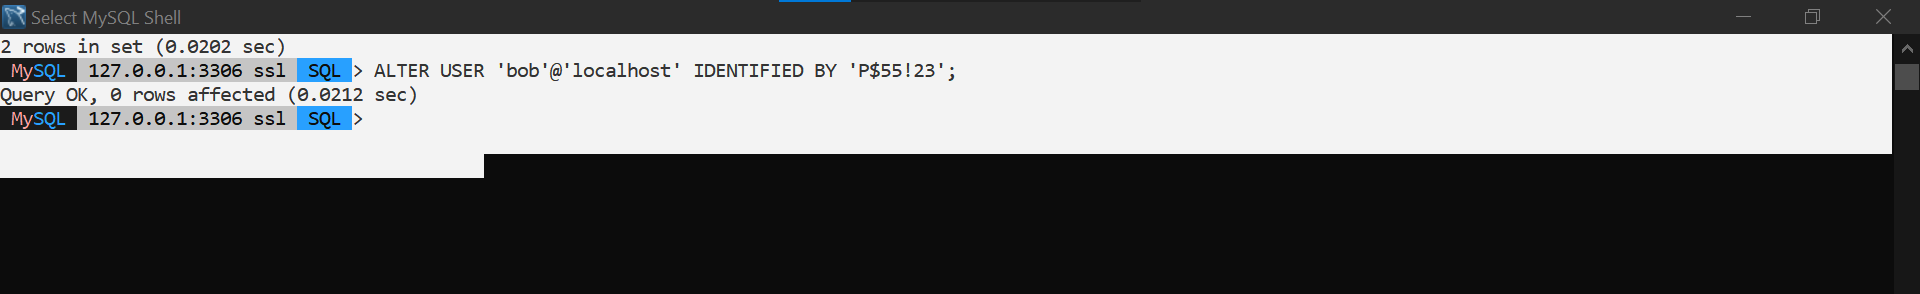 Select MySQL Shell
2 rows in set (0.0202 sec)
MySQL 127.0.0.1:3306 ssl SQL > ALTER USER 'bob'@'localhost' IDENTIFIED BY 'P$55!23';
Query OK, 0 rows affected (0.0212 sec)
MySQL 127.0.0.1:3306 ssl SQL >